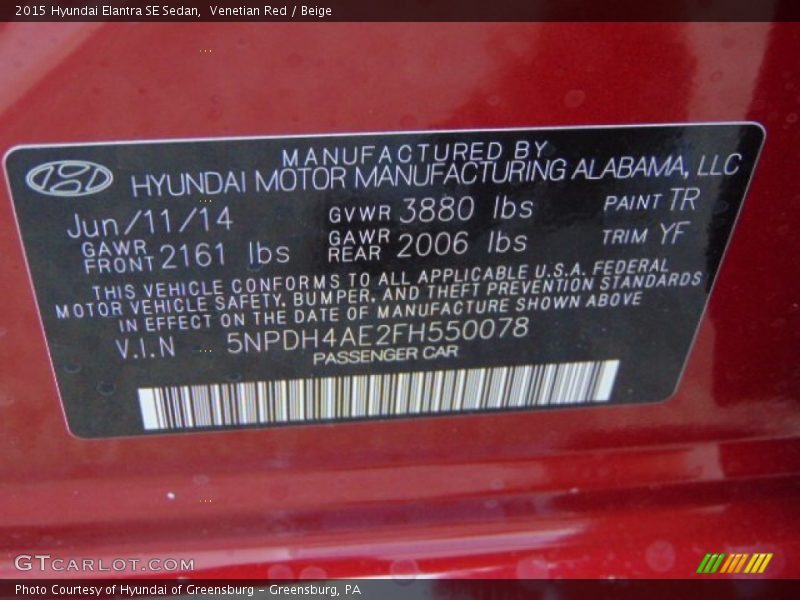 2015 Hyundai Elantra SE Sedan, Venetian Red / Beige
MANUFACTURED BY
HYUNDAI MOTOR MANUFACTURING ALABAMA, LLC
Jun/11/14 GVWR 3880 lbs PAINT TR
GAWR FRONT 2161 lbs GAWR REAR 2006 lbs TRIM YF
THIS VEHICLE CONFORMS TO ALL APPLICABLE U.S.A. FEDERAL
MOTOR VEHICLE SAFETY, BUMPER, AND THEFT PREVENTION STANDARDS
IN EFFECT ON THE DATE OF MANUFACTURE SHOWN ABOVE
V.I.N 5NPDH4AE2FH550078
PASSENGER CAR
GTCARLOT.COM
Photo Courtesy of Hyundai of Greensburg - Greensburg, PA